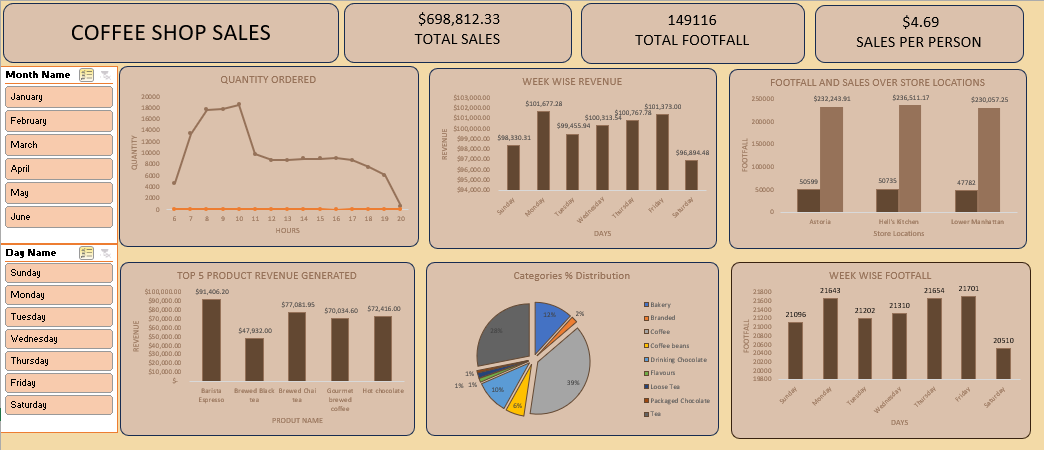 COFFEE SHOP SALES
$698,812.33
TOTAL SALES
149116
TOTAL FOOTFALL
$4.69
SALES PER PERSON
Month Name
January
February
March
April
May
June
Day Name
Sunday
Monday
Tuesday
Wednesday
Thursday
Friday
Saturday
QUANTITY ORDERED
QUANTITY
20000
18000
16000
14000
12000
10000
8000
6000
4000
2000
0
6 7 8 9 10 11 12 13 14 15 16 17 18 19 20
HOURS
WEEK WISE REVENUE
REVENUE
$103,000.00
$102,000.00
$101,000.00
$100,000.00
$99,000.00
$98,000.00
$97,000.00
$96,000.00
$95,000.00
$94,000.00
$98,330.31
$101,677.28
$99,455.94
$100,313.54
$100,767.78
$101,373.00
$96,894.48
Sunday Monday Tuesday Wednesday Thursday Friday Saturday
DAYS
FOOTFALL AND SALES OVER STORE LOCATIONS
FOOTFALL
250000
200000
150000
100000
50000
0
$232,243.91 $236,511.17 $230,057.25
50599 50735 47782
Astoria Hell's Kitchen Lower Manhattan
Store Locations
TOP 5 PRODUCT REVENUE GENERATED
REVENUE
$100,000.00
$90,000.00
$80,000.00
$70,000.00
$60,000.00
$50,000.00
$40,000.00
$30,000.00
$20,000.00
$10,000.00
$-
$91,406.20
$47,932.00
$77,081.95
$70,034.60
$72,416.00
Barista Espresso
Brewed Black tea
Brewed Chai tea
Gourmet brewed coffee
Hot chocolate
PRODUT NAME
Categories % Distribution
12%
2%
39%
6%
10%
1%
1%
1%
28%
Bakery
Branded
Coffee
Coffee beans
Drinking Chocolate
Flavours
Loose Tea
Packaged Chocolate
Tea
WEEK WISE FOOTFALL
FOOTFALL
21800
21600
21400
21200
21000
20800
20600
20400
20200
20000
19800
21096
21643
21202
21310
21654
21701
20510
Sunday Monday Tuesday Wednesday Thursday Friday Saturday
DAYS